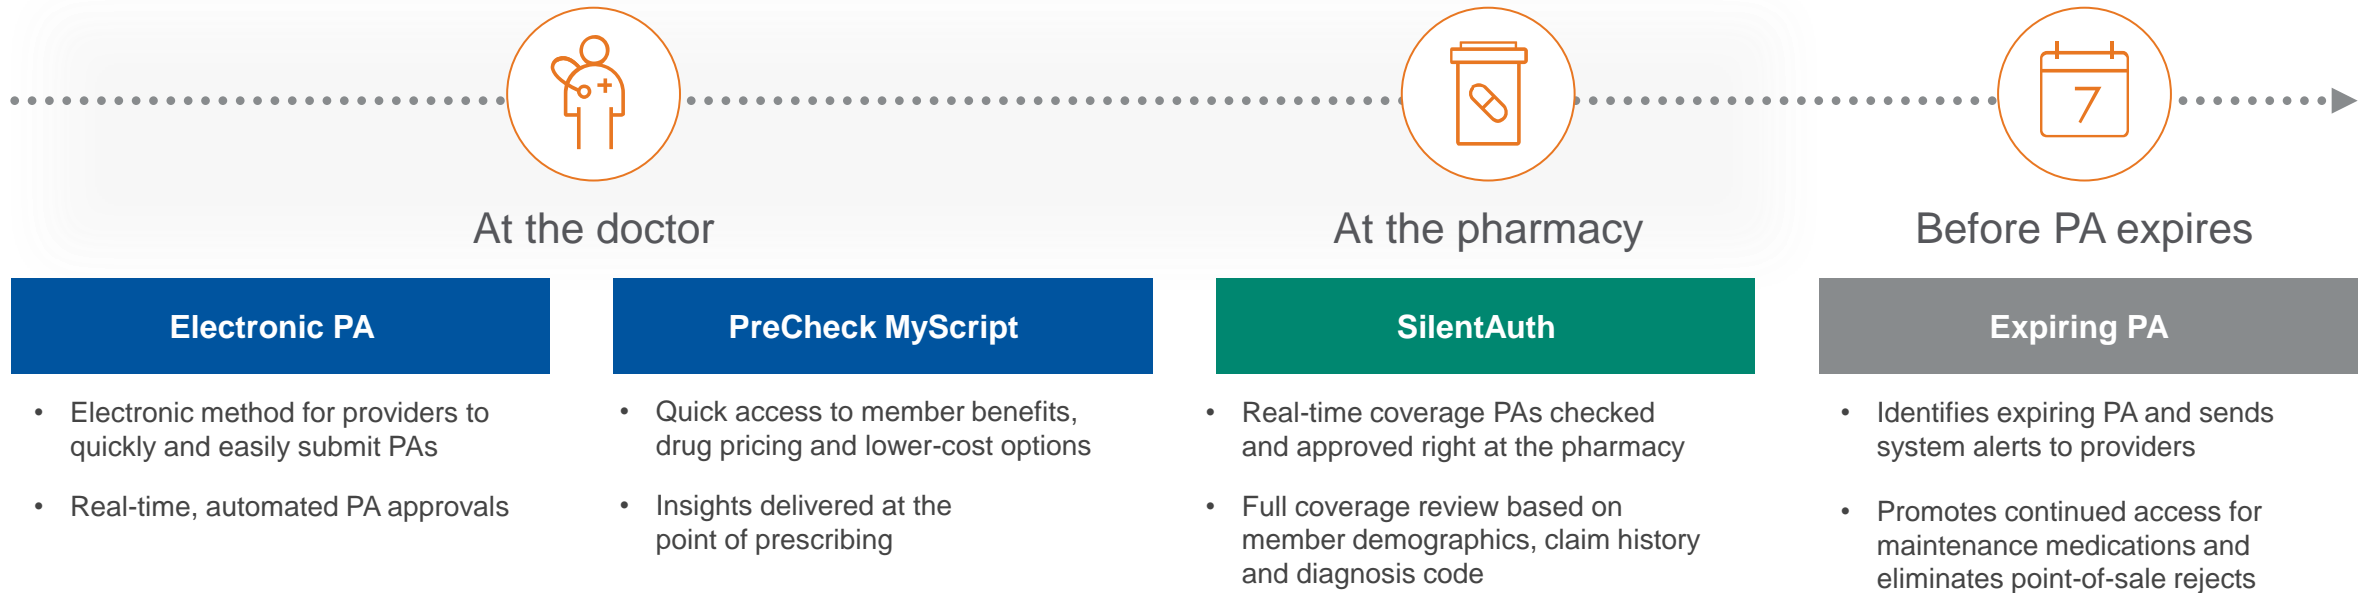 7
At the doctor
At the pharmacy
Before PA expires
Electronic PA
• Electronic method for providers to
quickly and easily submit PAs
• Real-time, automated PA approvals
PreCheck MyScript
• Quick access to member benefits,
drug pricing and lower-cost options
• Insights delivered at the
point of prescribing
SilentAuth
• Real-time coverage PAs checked
and approved right at the pharmacy
• Full coverage review based on
member demographics, claim history
and diagnosis code
Expiring PA
• Identifies expiring PA and sends
system alerts to providers
• Promotes continued access for
maintenance medications and
eliminates point-of-sale rejects